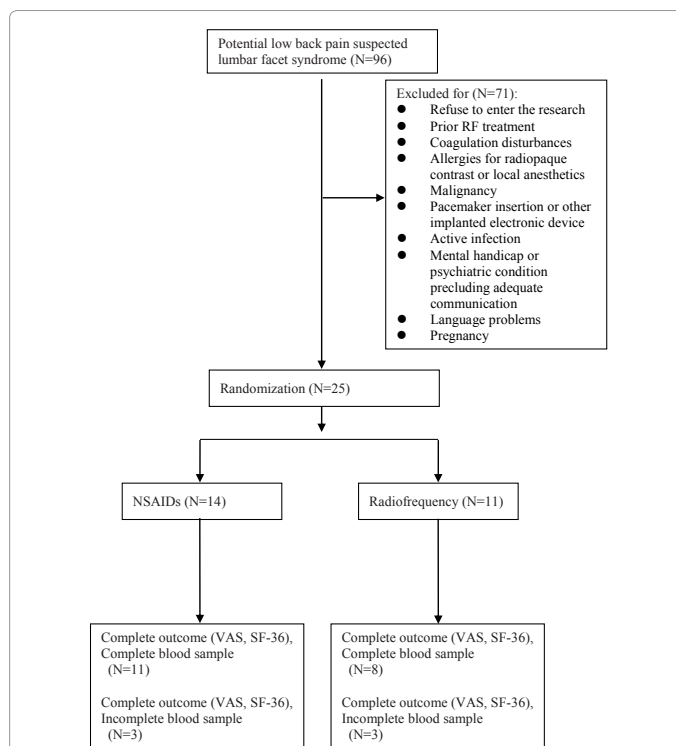 Potential low back pain suspected
lumbar facet syndrome (N=96)
Excluded for (N=71):
● Refuse to enter the research
● Prior RF treatment
● Coagulation disturbances
● Allergies for radiopaque
contrast or local anesthetics
● Malignancy
● Pacemaker insertion or other
implanted electronic device
● Active infection
● Mental handicap or
psychiatric condition
precluding adequate
communication
● Language problems
● Pregnancy
Randomization (N=25)
NSAIDs (N=14)
Radiofrequency (N=11)
Complete outcome (VAS, SF-36),
Complete blood sample
(N=11)
Complete outcome (VAS, SF-36),
Incomplete blood sample
(N=3)
Complete outcome (VAS, SF-36),
Complete blood sample
(N=8)
Complete outcome (VAS, SF-36),
Incomplete blood sample
(N=3)